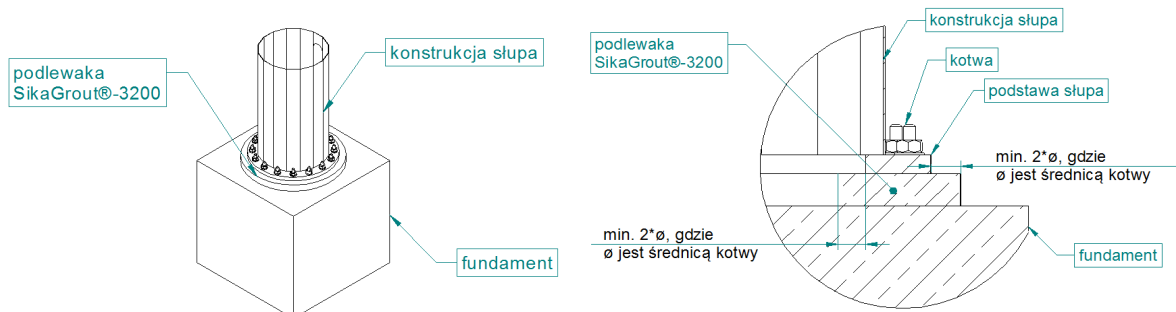 podlewaka
SikaGrout®-3200
konstrukcja słupa
fundament
podlewaka
SikaGrout®-3200
konstrukcja słupa
kotwa
podstawa słupa
min. 2*ø, gdzie
ø jest średnicą kotwy
min. 2*ø, gdzie
ø jest średnicą kotwy
fundament